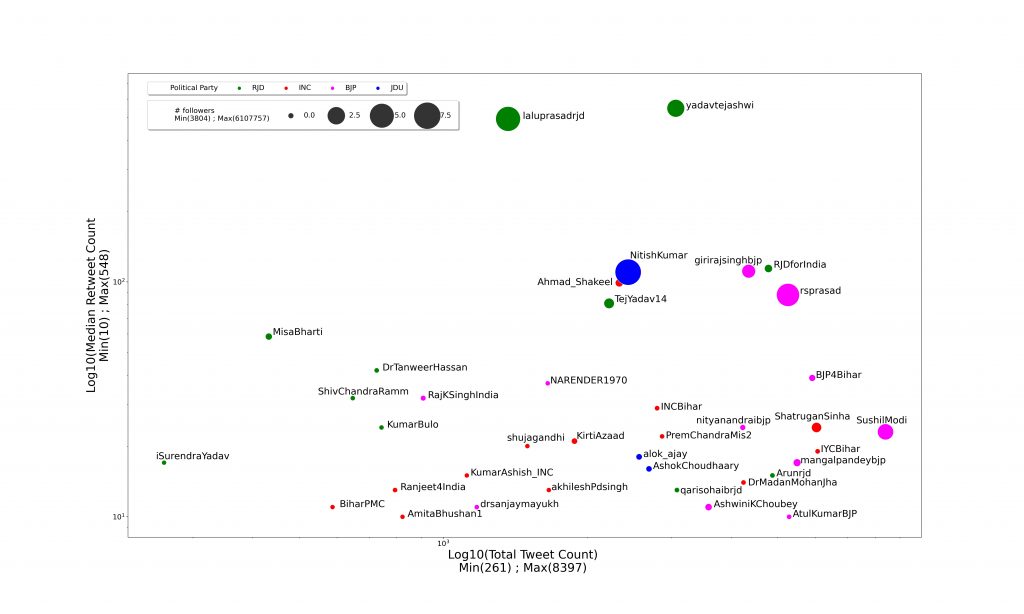 Political Party RJD INC BJP JDU
# followers
Min(3804) ; Max(6107757) 0.0 2.5 5.0 7.5
laluprasadrjd
yadavtejashwi
NitishKumar
girirajsinghbjp
RJDforIndia
Ahmad_Shakeel
rsprasad
TejYadav14
MisaBharti
DrTanweerHassan
BJP4Bihar
NARENDER1970
ShivChandraRamm
RajKSinghIndia
INCBihar
nityanandraibjp
ShatruganSinha
SushilModi
KumarBulo
shujagandhi
KirtiAzaad
PremChandraMis2
iSurendraYadav
alok_ajay
IYCBihar
mangalpandeybjp
AshokChoudhaary
KumarAshish_INC
Arunrjd
DrMadanMohanJha
Ranjeet4India
akhileshPdsingh
qarisohaibrjd
BiharPMC
drsanjaymayukh
AshwiniKChoubey
AmitaBhushan1
AtulKumarBJP
Log10(Median Retweet Count)
Min(10) ; Max(548)
10²
10¹
10³
Log10(Total Tweet Count)
Min(261) ; Max(8397)